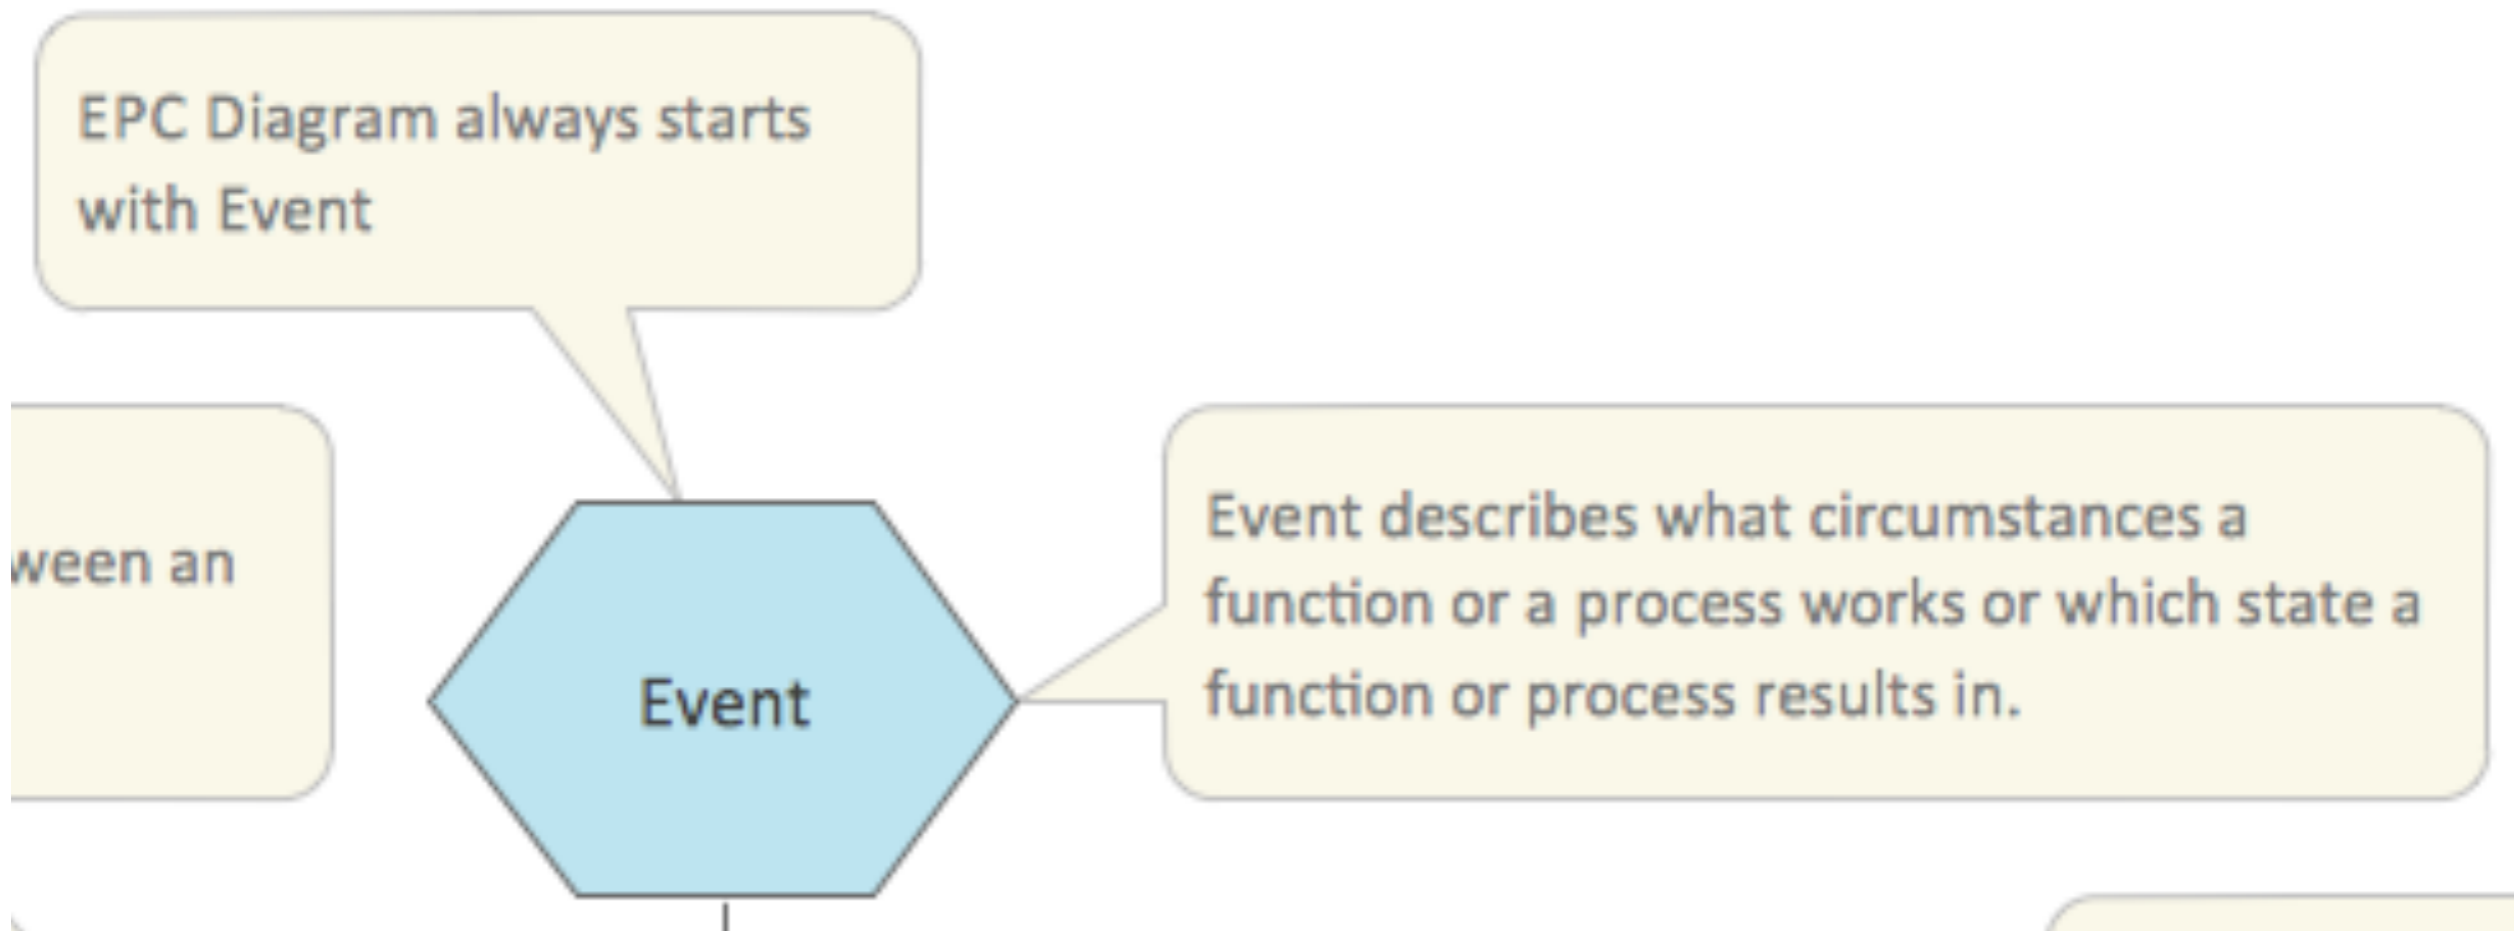 EPC Diagram always starts
with Event
an
Event describes what circumstances a
function or a process works or which state a
function or process results in.
Event